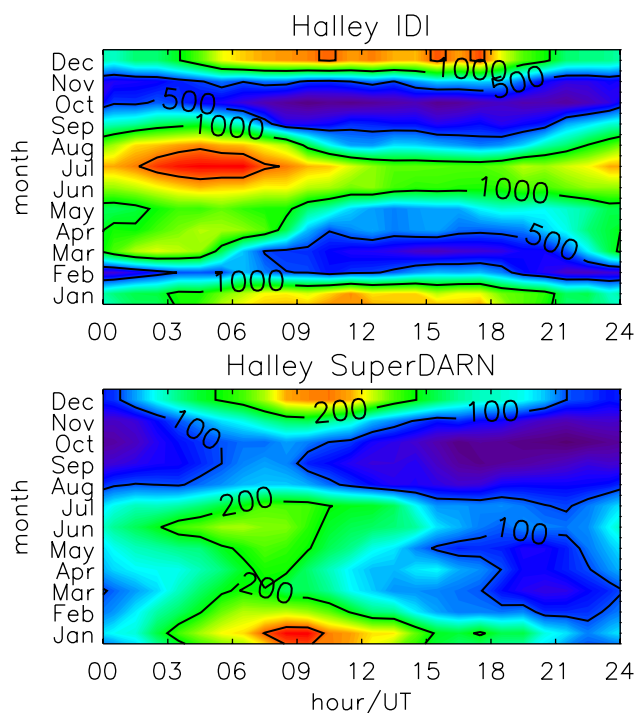 Halley IDI
Dec
Nov
Oct
Sep
Aug
Jul
Jun
May
Apr
Mar
Feb
Jan
month
1000
500
500
1000
1000
500
1000
00 03 06 09 12 15 18 21 24
Halley SuperDARN
Dec
Nov
Oct
Sep
Aug
Jul
Jun
May
Apr
Mar
Feb
Jan
month
200
100
100
200
100
200
00 03 06 09 12 15 18 21 24
hour/UT